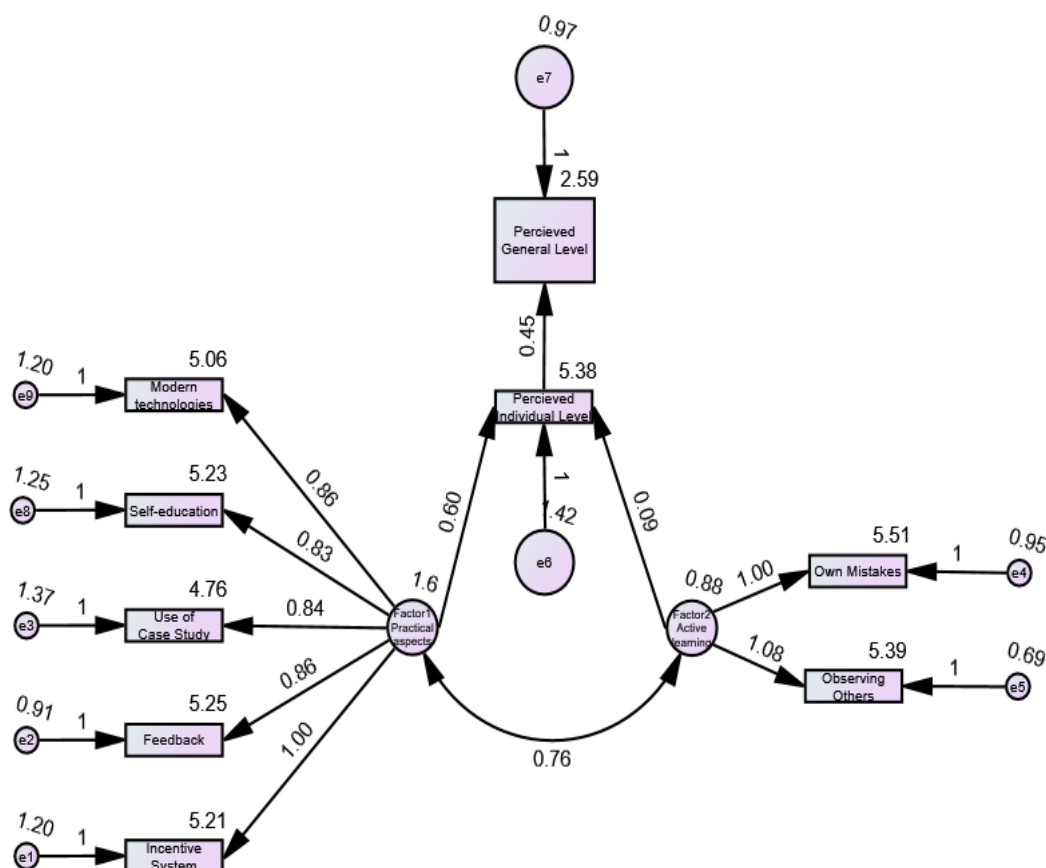 0.97
e7
1
2.59
Percieved
General Level
0.45
5.38
Percieved
Individual Level
1
.42
e6
0.60
0.09
1.20
e9
1
5.06
Modern
technologies
0.86
1.25
e8
1
5.23
Self-education
0.83
1.37
e3
1
4.76
Use of
Case Study
0.84
0.91
e2
1
5.25
Feedback
0.86
1.20
e1
1
5.21
Incentive
System
1.00
1.6
Factor1
Practical
aspects
0.76
0.88
Factor2
Active
learning
1.00
5.51
Own Mistakes
1
0.95
e4
1.08
5.39
Observing
Others
1
0.69
e5